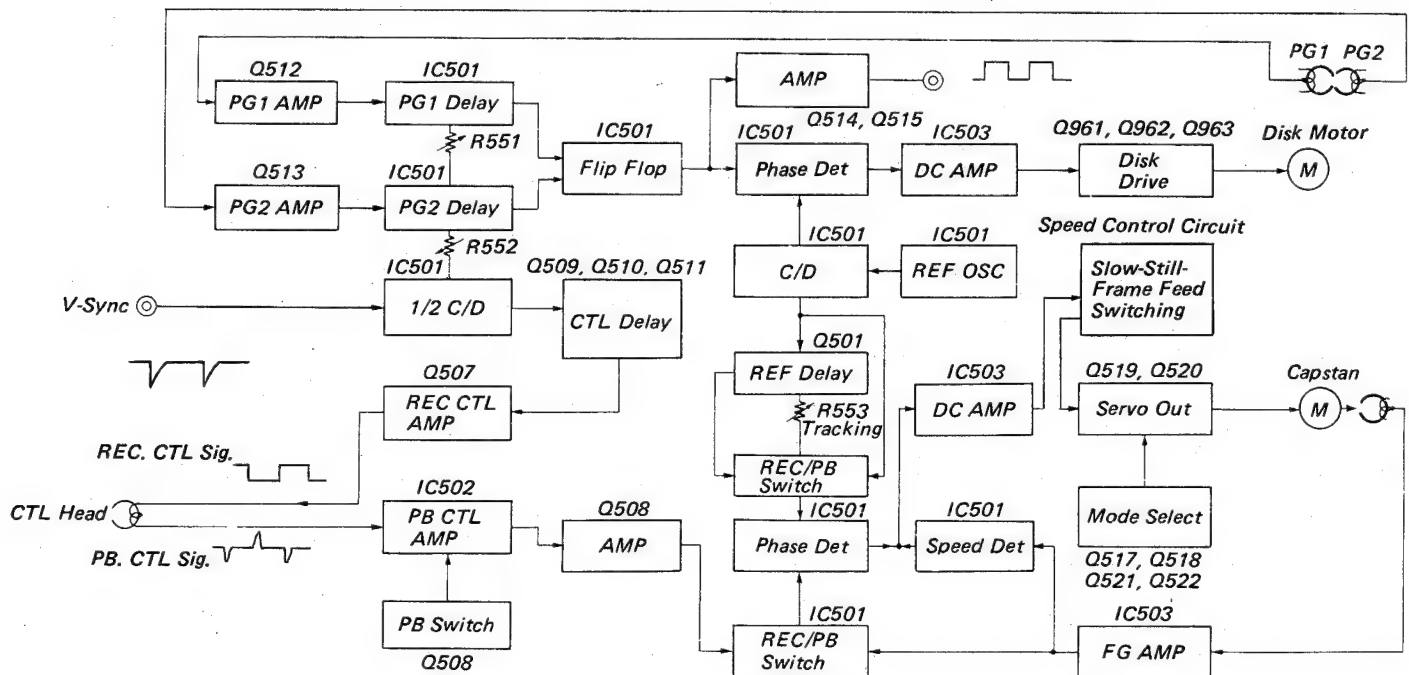 PG1 PG2
Q512
PG1 AMP
IC501
PG1 Delay
R551
AMP
Q514, Q515
IC501
Flip Flop
IC501
Phase Det
IC503
DC AMP
Q961, Q962, Q963
Disk
Drive
Disk Motor
M
Q513
PG2 AMP
IC501
PG2 Delay
R552
V-Sync
IC501
1/2 C/D
Q509, Q510, Q511
CTL Delay
IC501
C/D
IC501
REF OSC
Speed Control Circuit
Slow-Still-
Frame Feed
Switching
Q507
REC CTL
AMP
Q501
REF Delay
R553
Tracking
IC503
DC AMP
Q519, Q520
Servo Out
Capstan
M
REC. CTL Sig.
CTL Head
PB. CTL Sig.
IC502
PB CTL
AMP
PB Switch
Q508
Q508
AMP
REC/PB
Switch
IC501
Phase Det
IC501
Speed Det
Mode Select
Q517, Q518
Q521, Q522
IC501
REC/PB
Switch
IC503
FG AMP